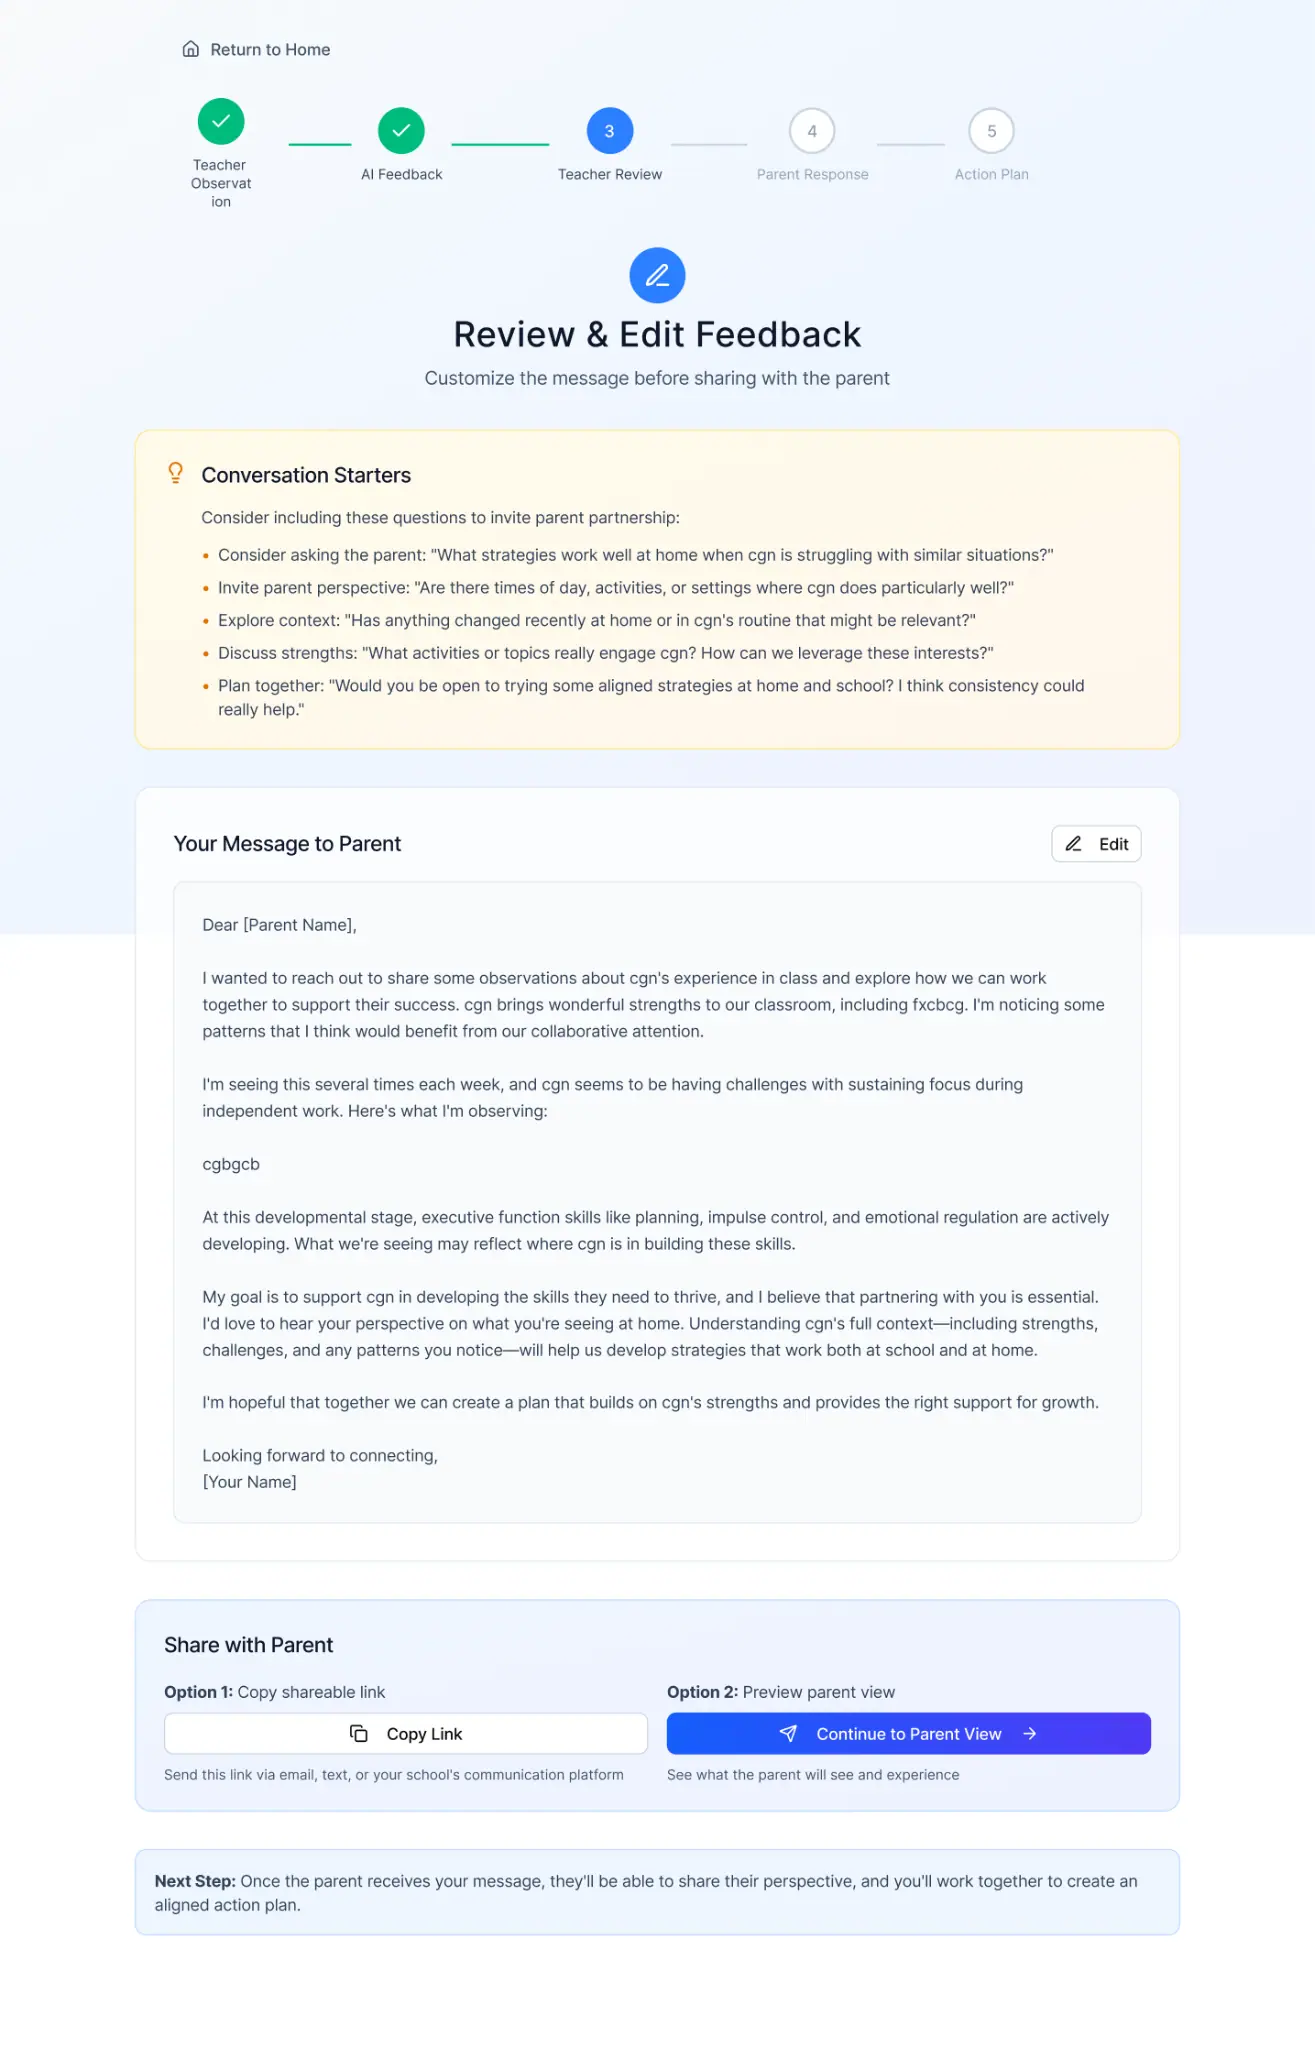 Return to Home
Teacher
Observat
ion
AI Feedback
3
Teacher Review
4
Parent Response
5
Action Plan
Review & Edit Feedback
Customize the message before sharing with the parent
Conversation Starters
Consider including these questions to invite parent partnership:
• Consider asking the parent: "What strategies work well at home when cgn is struggling with similar situations?"
• Invite parent perspective: "Are there times of day, activities, or settings where cgn does particularly well?"
• Explore context: "Has anything changed recently at home or in cgn's routine that might be relevant?"
• Discuss strengths: "What activities or topics really engage cgn? How can we leverage these interests?"
• Plan together: "Would you be open to trying some aligned strategies at home and school? I think consistency could
really help."
Your Message to Parent
Edit
Dear [Parent Name],
I wanted to reach out to share some observations about cgn's experience in class and explore how we can work
together to support their success. cgn brings wonderful strengths to our classroom, including fxcbcg. I'm noticing some
patterns that I think would benefit from our collaborative attention.
I'm seeing this several times each week, and cgn seems to be having challenges with sustaining focus during
independent work. Here's what I'm observing:
cgbgcb
At this developmental stage, executive function skills like planning, impulse control, and emotional regulation are actively
developing. What we're seeing may reflect where cgn is in building these skills.
My goal is to support cgn in developing the skills they need to thrive, and I believe that partnering with you is essential.
I'd love to hear your perspective on what you're seeing at home. Understanding cgn's full context—including strengths,
challenges, and any patterns you notice—will help us develop strategies that work both at school and at home.
I'm hopeful that together we can create a plan that builds on cgn's strengths and provides the right support for growth.
Looking forward to connecting,
[Your Name]
Share with Parent
Option 1: Copy shareable link
Copy Link
Send this link via email, text, or your school's communication platform
Option 2: Preview parent view
Continue to Parent View →
See what the parent will see and experience
Next Step: Once the parent receives your message, they'll be able to share their perspective, and you'll work together to create an
aligned action plan.